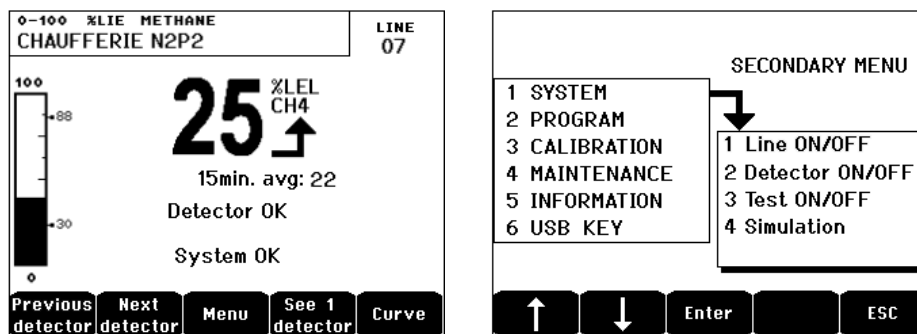 0-100 %LIE METHANE
CHAUFFERIE N2P2
LINE
07
100
88
30
0
25
%LEL
CH4
15min. avg: 22
Detector OK
System OK
Previous detector
Next detector
Menu
See 1 detector
Curve
SECONDARY MENU
1 SYSTEM
2 PROGRAM
3 CALIBRATION
4 MAINTENANCE
5 INFORMATION
6 USB KEY
1 Line ON/OFF
2 Detector ON/OFF
3 Test ON/OFF
4 Simulation
Enter
ESC